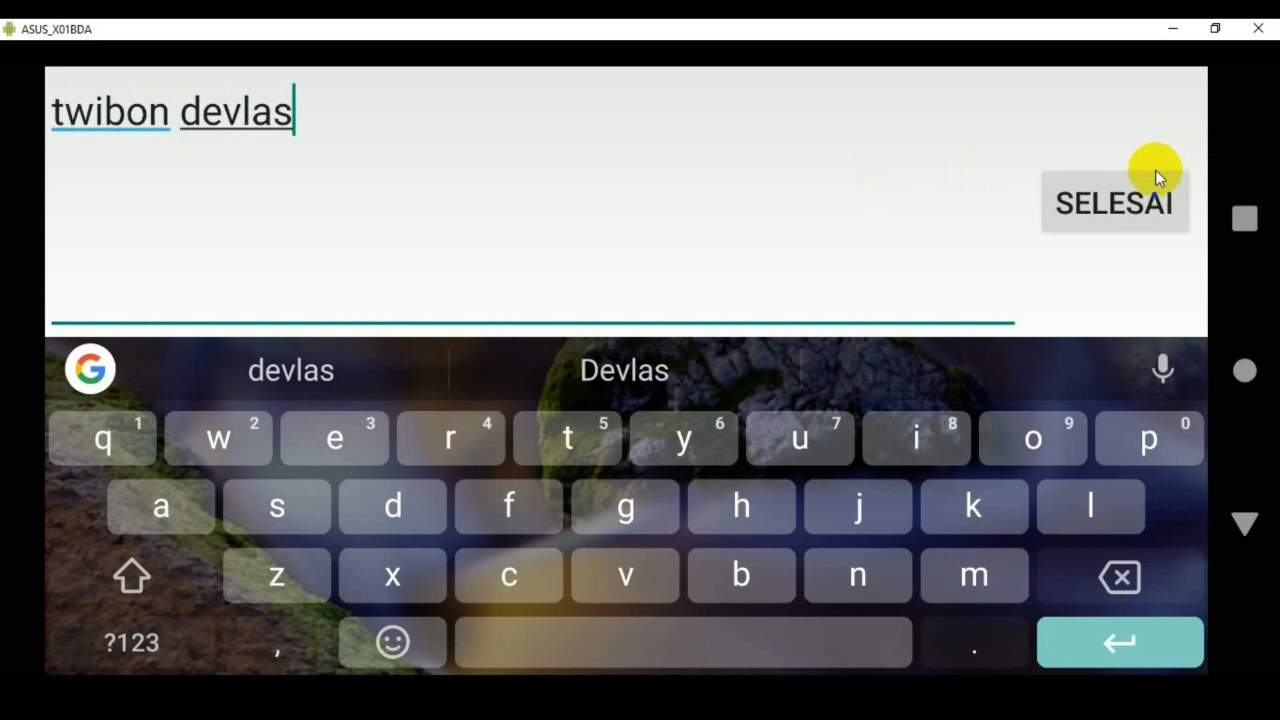 ASUS_X01BDA
twibon devlas
SELESAI
devlas Devlas
q 1 w 2 e 3 r 4 t 5 y 6 u 7 i 8 o 9 p 0
a s d f g h j k l
z x c v b n m
?123 , .